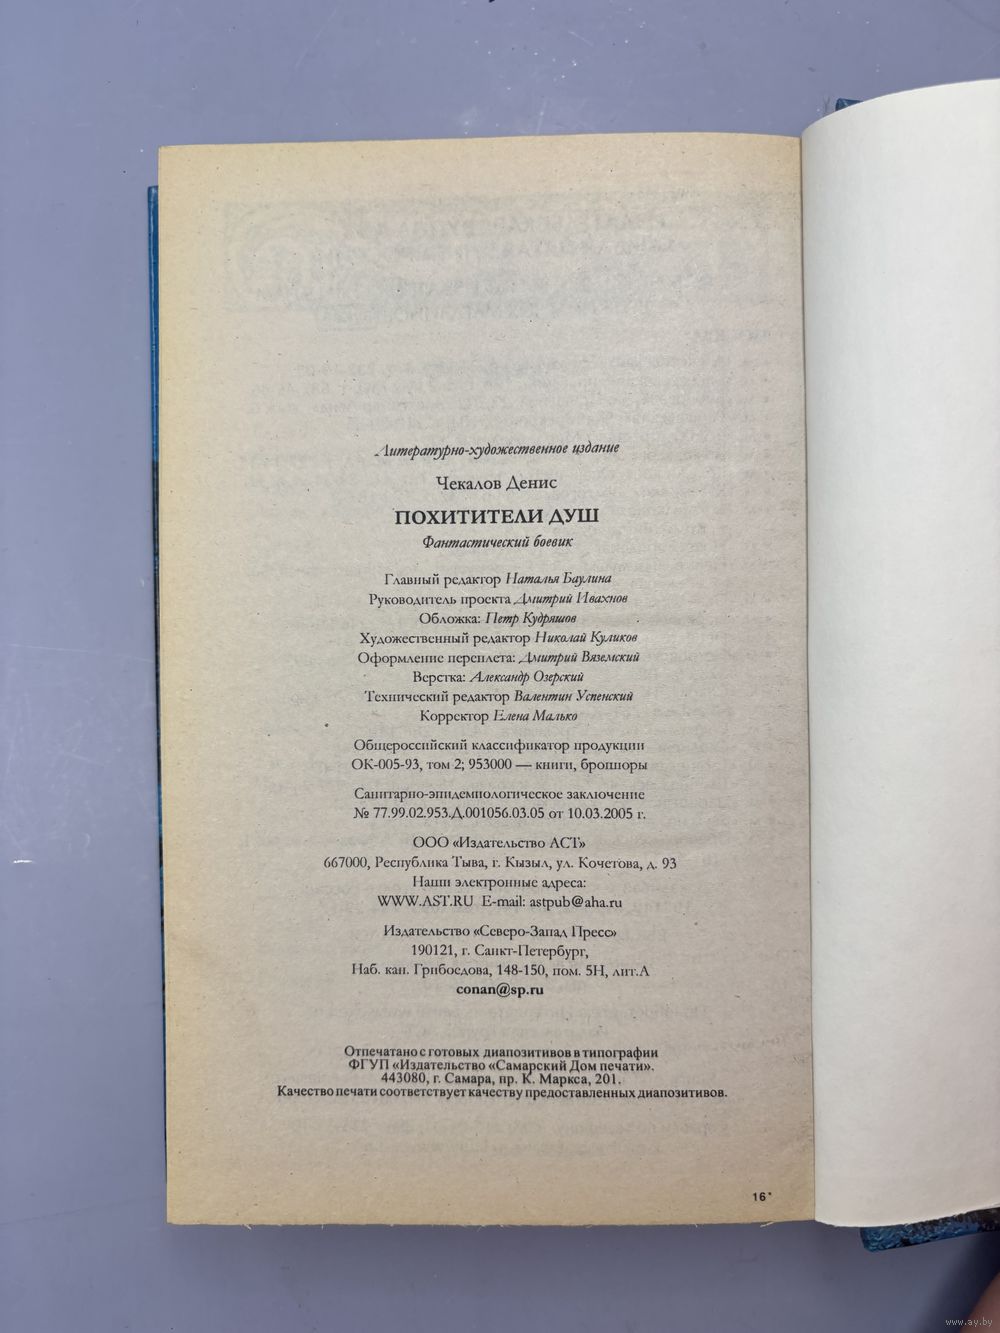 Литературно-художественное издание
Чекалов Денис
ПОХИТИТЕЛИ ДУШ
Фантастический боевик
Главный редактор Наталья Баулина
Руководитель проекта Дмитрий Ивахнов
Обложка: Петр Кудряшов
Художественный редактор Николай Куликов
Оформление переплета: Дмитрий Вяземский
Верстка: Александр Озерский
Технический редактор Валентин Успенский
Корректор Елена Малько
Общероссийский классификатор продукции
ОК-005-93, том 2; 953000 — книги, брошюры
Санитарно-эпидемиологическое заключение
№ 77.99.02.953.Д.001056.03.05 от 10.03.2005 г.
ООО «Издательство АСТ»
667000, Республика Тыва, г. Кызыл, ул. Кочетова, д. 93
Наши электронные адреса:
WWW.AST.RU E-mail: astpub@aha.ru
Издательство «Северо-Запад Пресс»
190121, г. Санкт-Петербург,
Наб. кан. Грибоедова, 148-150, пом. 5Н, лит.А
conan@sp.ru
Отпечатано с готовых диапозитивов в типографии
ФГУП «Издательство «Самарский Дом печати».
443080, г. Самара, пр. К. Маркса, 201.
Качество печати соответствует качеству предоставленных диапозитивов.
16*
www.ay.by